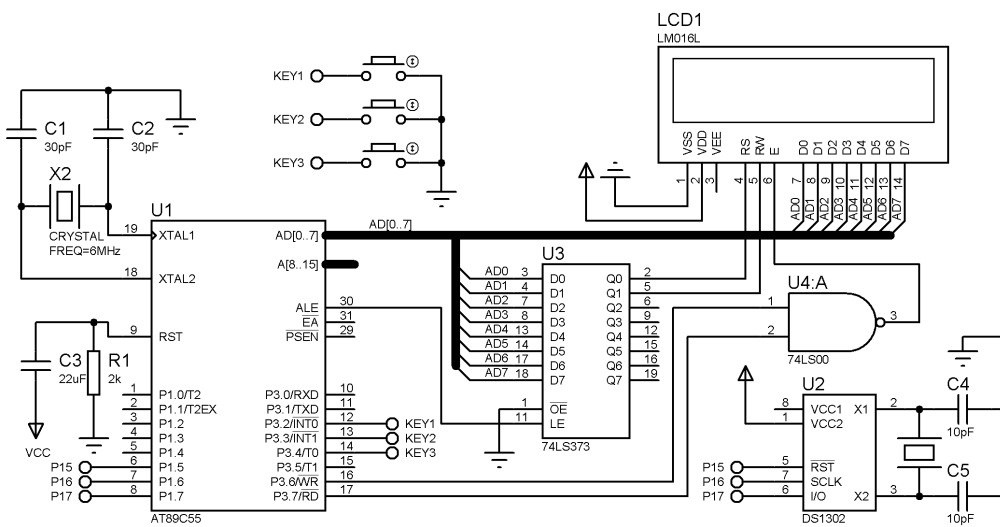 LCD1
LM016L
VSS
VDD
VEE
RS
RW
E
D0
D1
D2
D3
D4
D5
D6
D7
1
2
3
4
5
6
7
8
9
10
11
12
13
14
AD0
AD1
AD2
AD3
AD4
AD5
AD6
AD7
KEY1
KEY2
KEY3
C1
30pF
C2
30pF
X2
CRYSTAL
FREQ=6MHz
U1
19 XTAL1
18 XTAL2
9 RST
C3
22uF
R1
2k
VCC
1 P1.0/T2
2 P1.1/T2EX
3 P1.2
4 P1.3
5 P1.4
P15 6 P1.5
P16 7 P1.6
P17 8 P1.7
AT89C55
AD[0..7] AD[0..7]
A[8..15]
ALE 30
EA 31
PSEN 29
P3.0/RXD 10
P3.1/TXD 11
P3.2/INT0 12 KEY1
P3.3/INT1 13 KEY2
P3.4/T0 14 KEY3
P3.5/T1 15
P3.6/WR 16
P3.7/RD 17
U3
AD0 3 D0 Q0 2
AD1 4 D1 Q1 5
AD2 7 D2 Q2 6
AD3 8 D3 Q3 9
AD4 13 D4 Q4 12
AD5 14 D5 Q5 15
AD6 17 D6 Q6 16
AD7 18 D7 Q7 19
1 OE
11 LE
74LS373
U4:A
1
2
3
74LS00
U2
8 VCC1 X1 2
1 VCC2
P15 5 RST
P16 7 SCLK
P17 6 I/O X2 3
DS1302
C4
10pF
C5
10pF